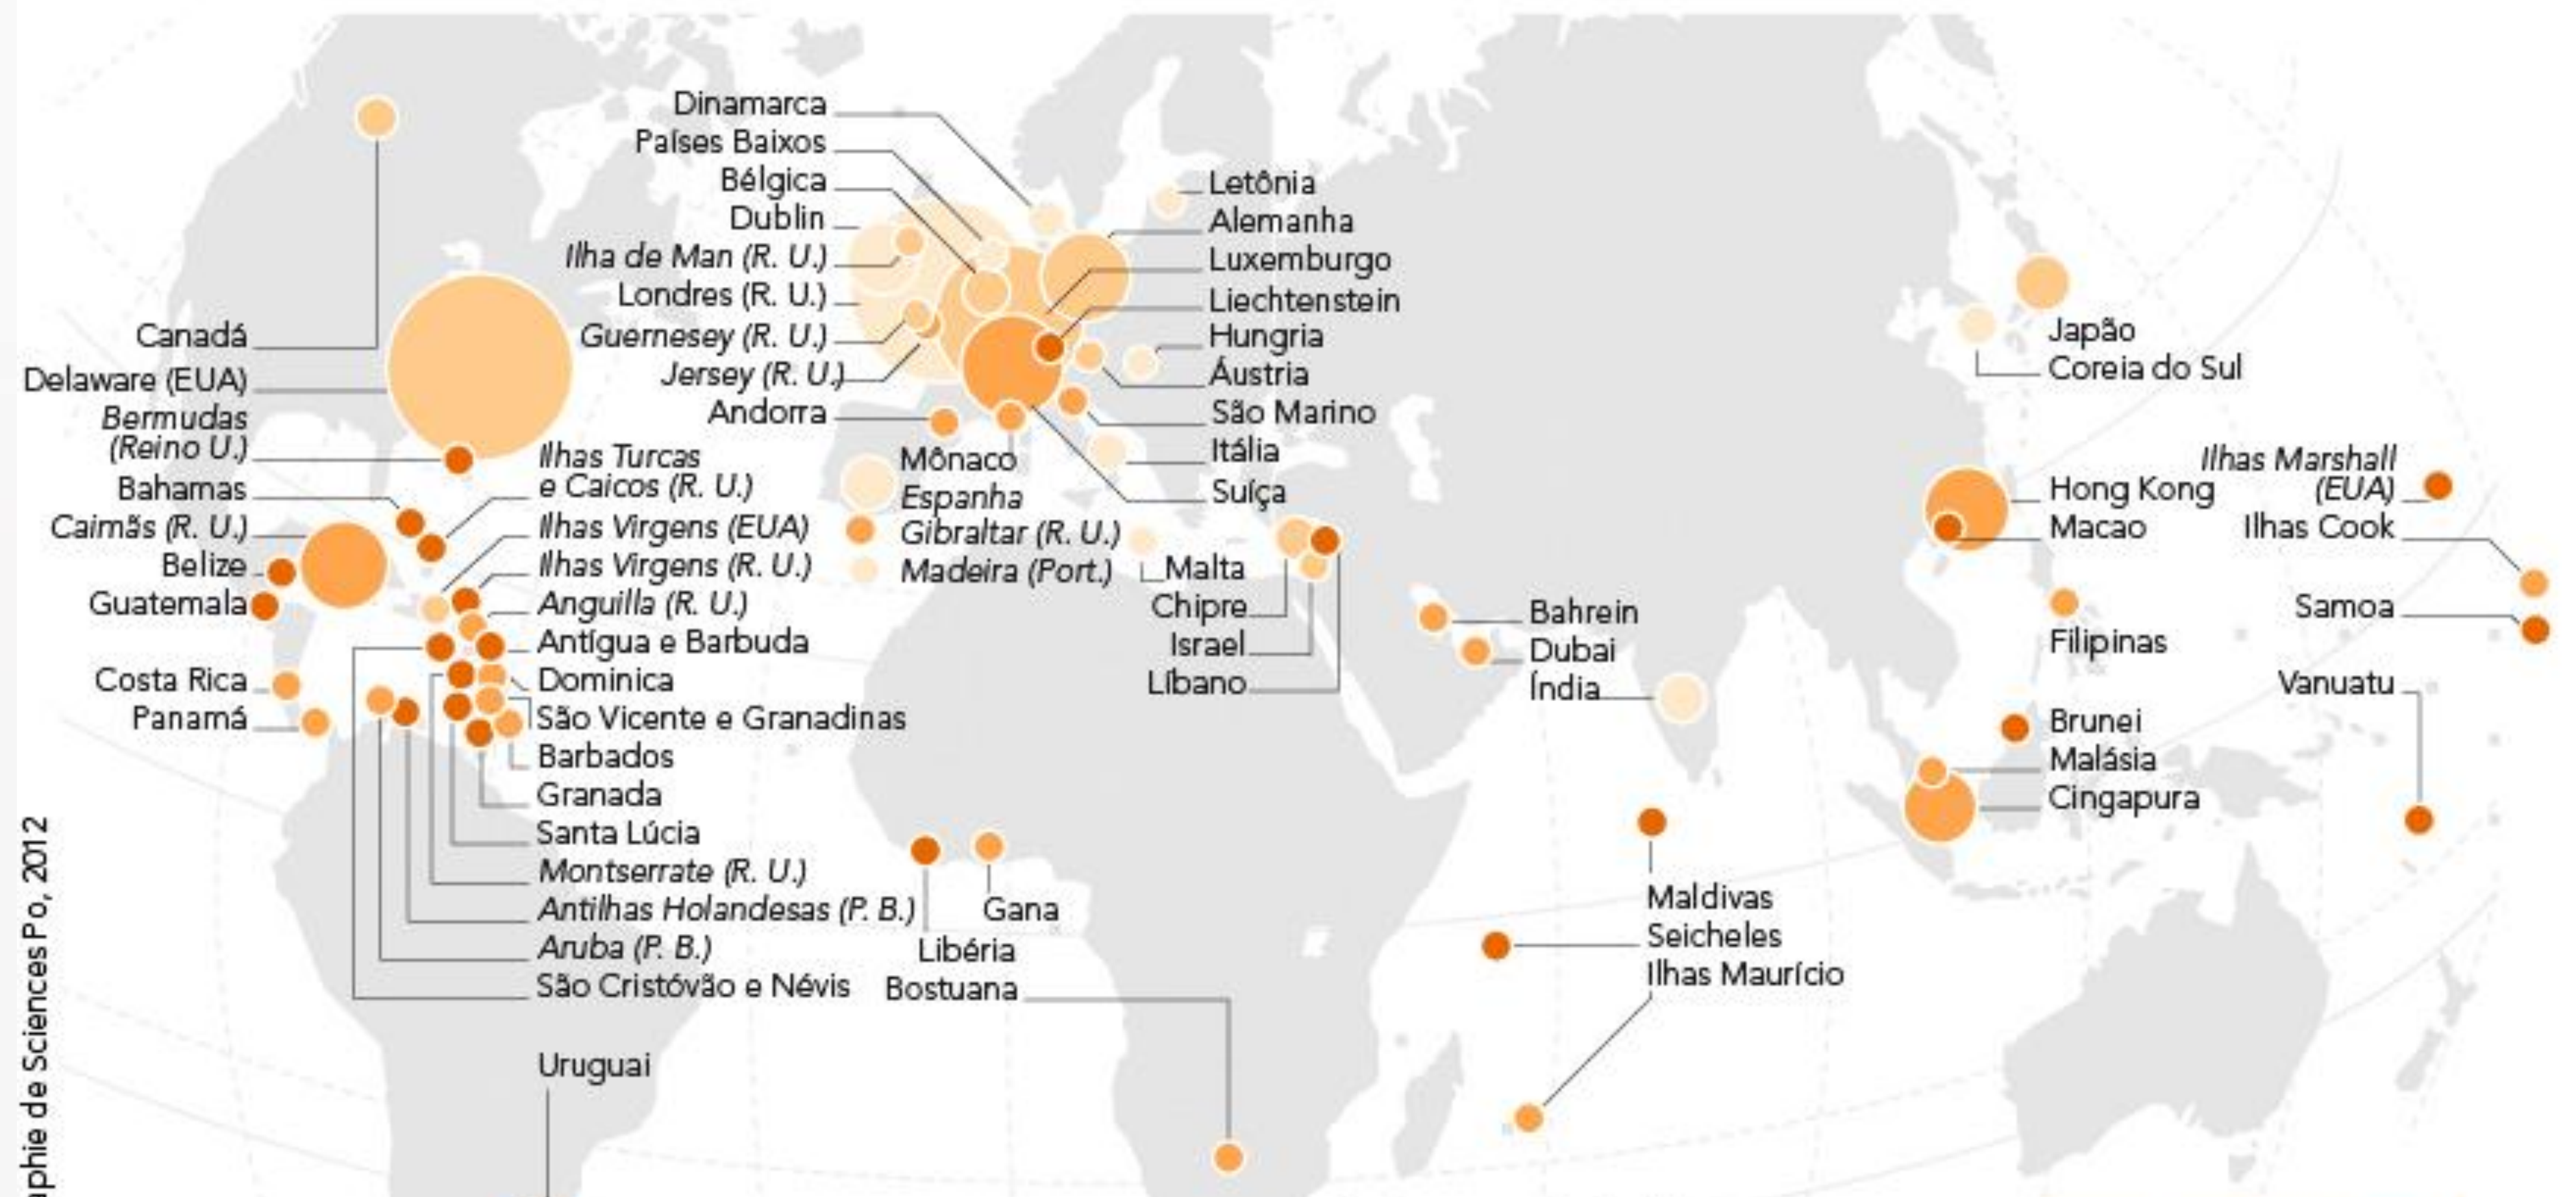 Dinamarca
Países Baixos
Bélgica
Dublin
Ilha de Man (R. U.)
Londres (R. U.)
Guernesey (R. U.)
Jersey (R. U.)
Andorra
Letônia
Alemanha
Luxemburgo
Liechtenstein
Hungria
Áustria
São Marino
Itália
Suíça
Mônaco
Espanha
Gibraltar (R. U.)
Madeira (Port.)
Malta
Chipre
Israel
Líbano
Canadá
Delaware (EUA)
Bermudas
(Reino U.)
Bahamas
Caimãs (R. U.)
Belize
Guatemala
Costa Rica
Panamá
Ilhas Turcas
e Caicos (R. U.)
Ilhas Virgens (EUA)
Ilhas Virgens (R. U.)
Anguilla (R. U.)
Antígua e Barbuda
Dominica
São Vicente e Granadinas
Barbados
Granada
Santa Lúcia
Montserrate (R. U.)
Antilhas Holandesas (P. B.)
Aruba (P. B.)
São Cristóvão e Névis
Uruguai
Gana
Libéria
Bostuana
Bahrein
Dubai
Índia
Maldivas
Seicheles
Ilhas Maurício
Japão
Coreia do Sul
Hong Kong
Macao
Filipinas
Brunei
Malásia
Cingapura
Ilhas Marshall
(EUA)
Ilhas Cook
Samoa
Vanuatu
aphie de Sciences Po, 2012